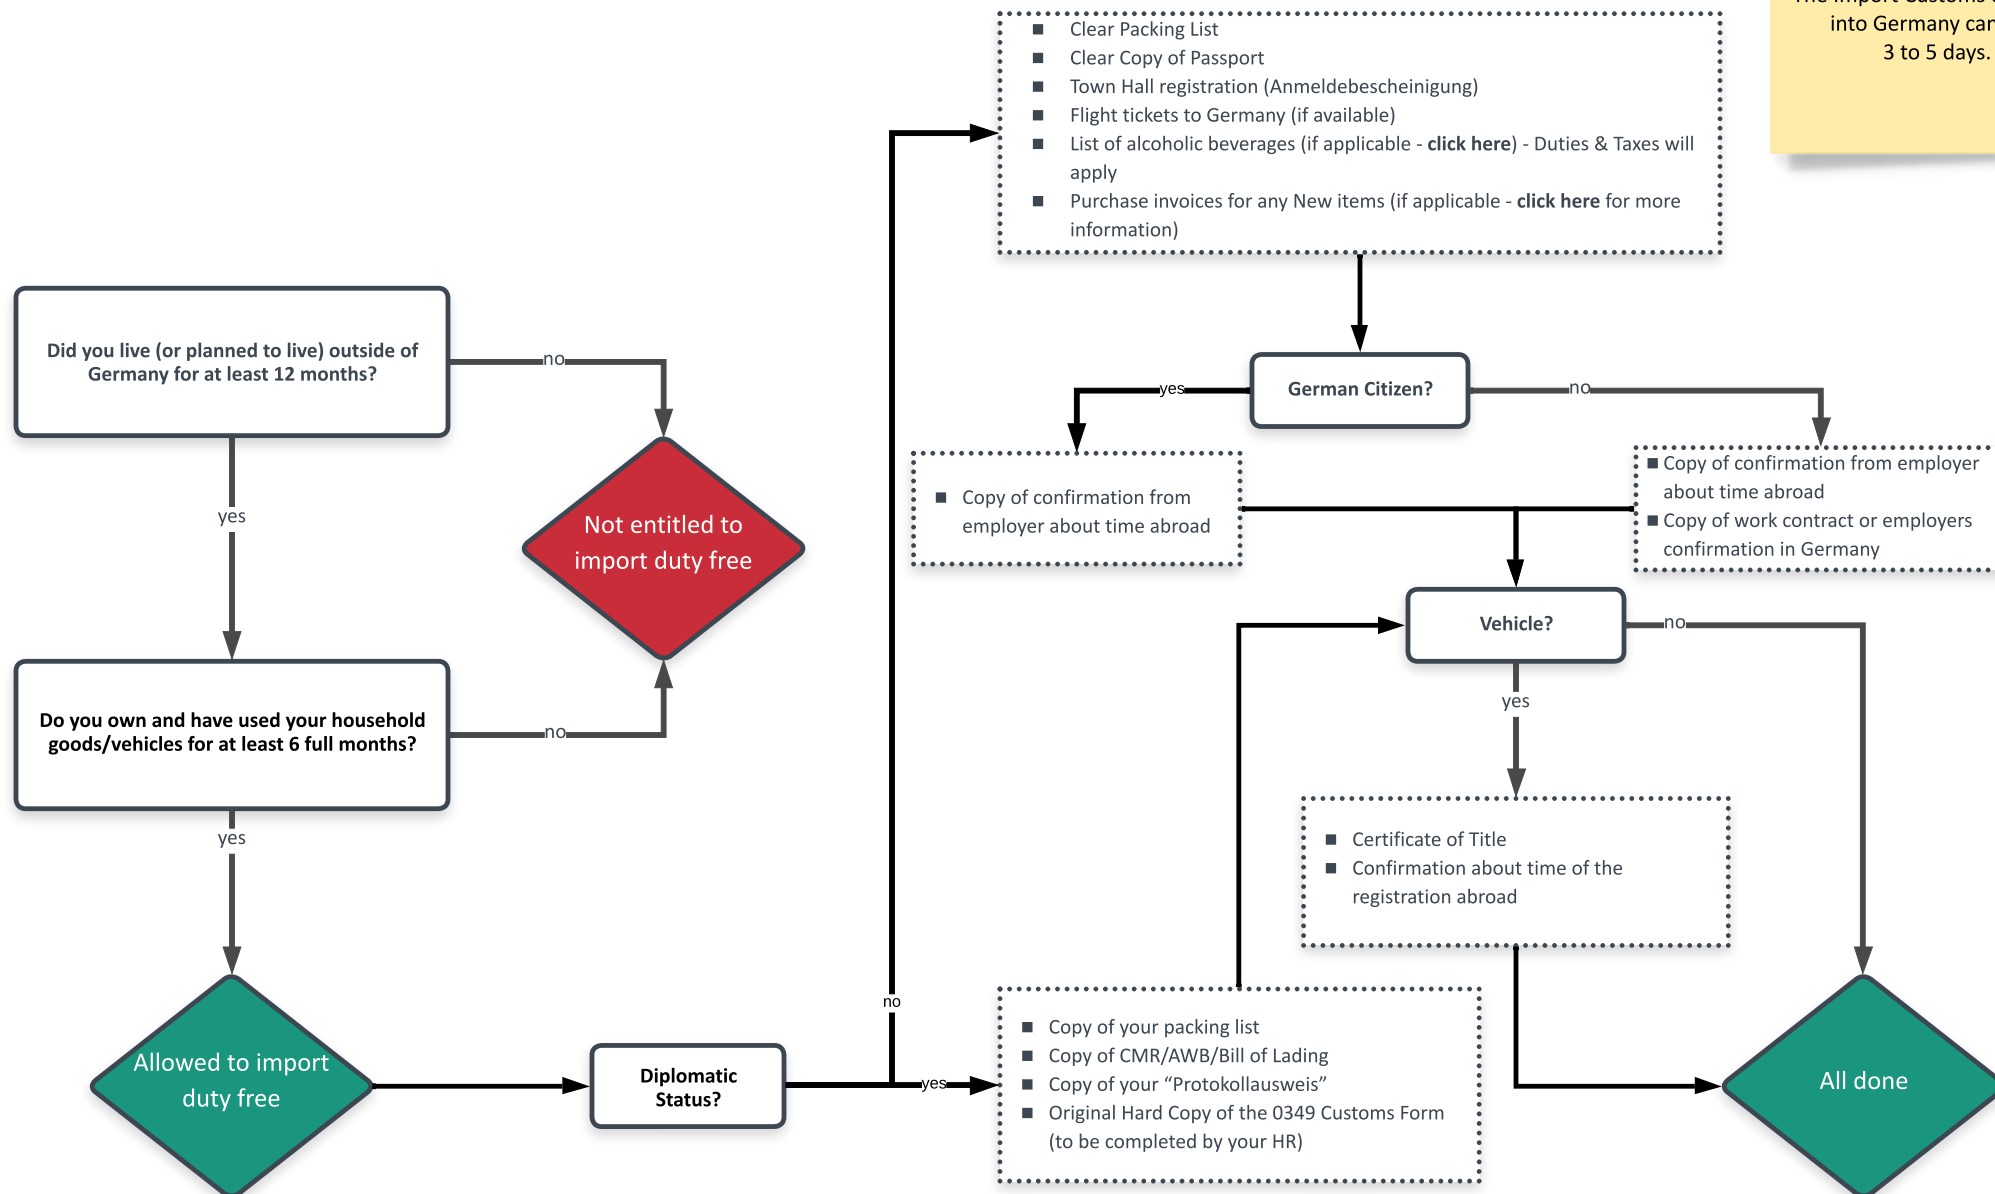 The Import Customs
into Germany can
3 to 5 days.
Clear Packing List
Clear Copy of Passport
Town Hall registration (Anmeldebescheinigung)
Flight tickets to Germany (if available)
List of alcoholic beverages (if applicable - click here) - Duties & Taxes will
apply
Purchase invoices for any New items (if applicable - click here for more
information)
Did you live (or planned to live) outside of
Germany for at least 12 months?
no
yes
Not entitled to
import duty free
Do you own and have used your household
goods/vehicles for at least 6 full months?
no
yes
Allowed to import
duty free
Diplomatic
Status?
no
yes
German Citizen?
yes
no
Copy of confirmation from
employer about time abroad
Copy of confirmation from employer
about time abroad
Copy of work contract or employers
confirmation in Germany
Vehicle?
no
yes
Certificate of Title
Confirmation about time of the
registration abroad
Copy of your packing list
Copy of CMR/AWB/Bill of Lading
Copy of your “Protokollausweis”
Original Hard Copy of the 0349 Customs Form
(to be completed by your HR)
All done